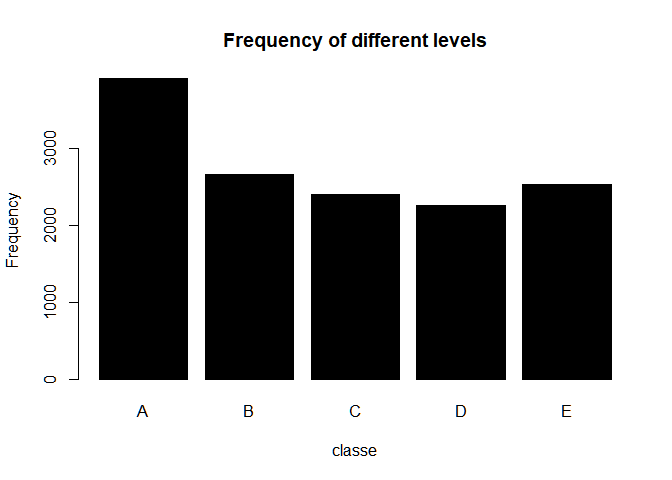 Frequency of different levels
Frequency
3000
2000
1000
0
A B C D E
classe